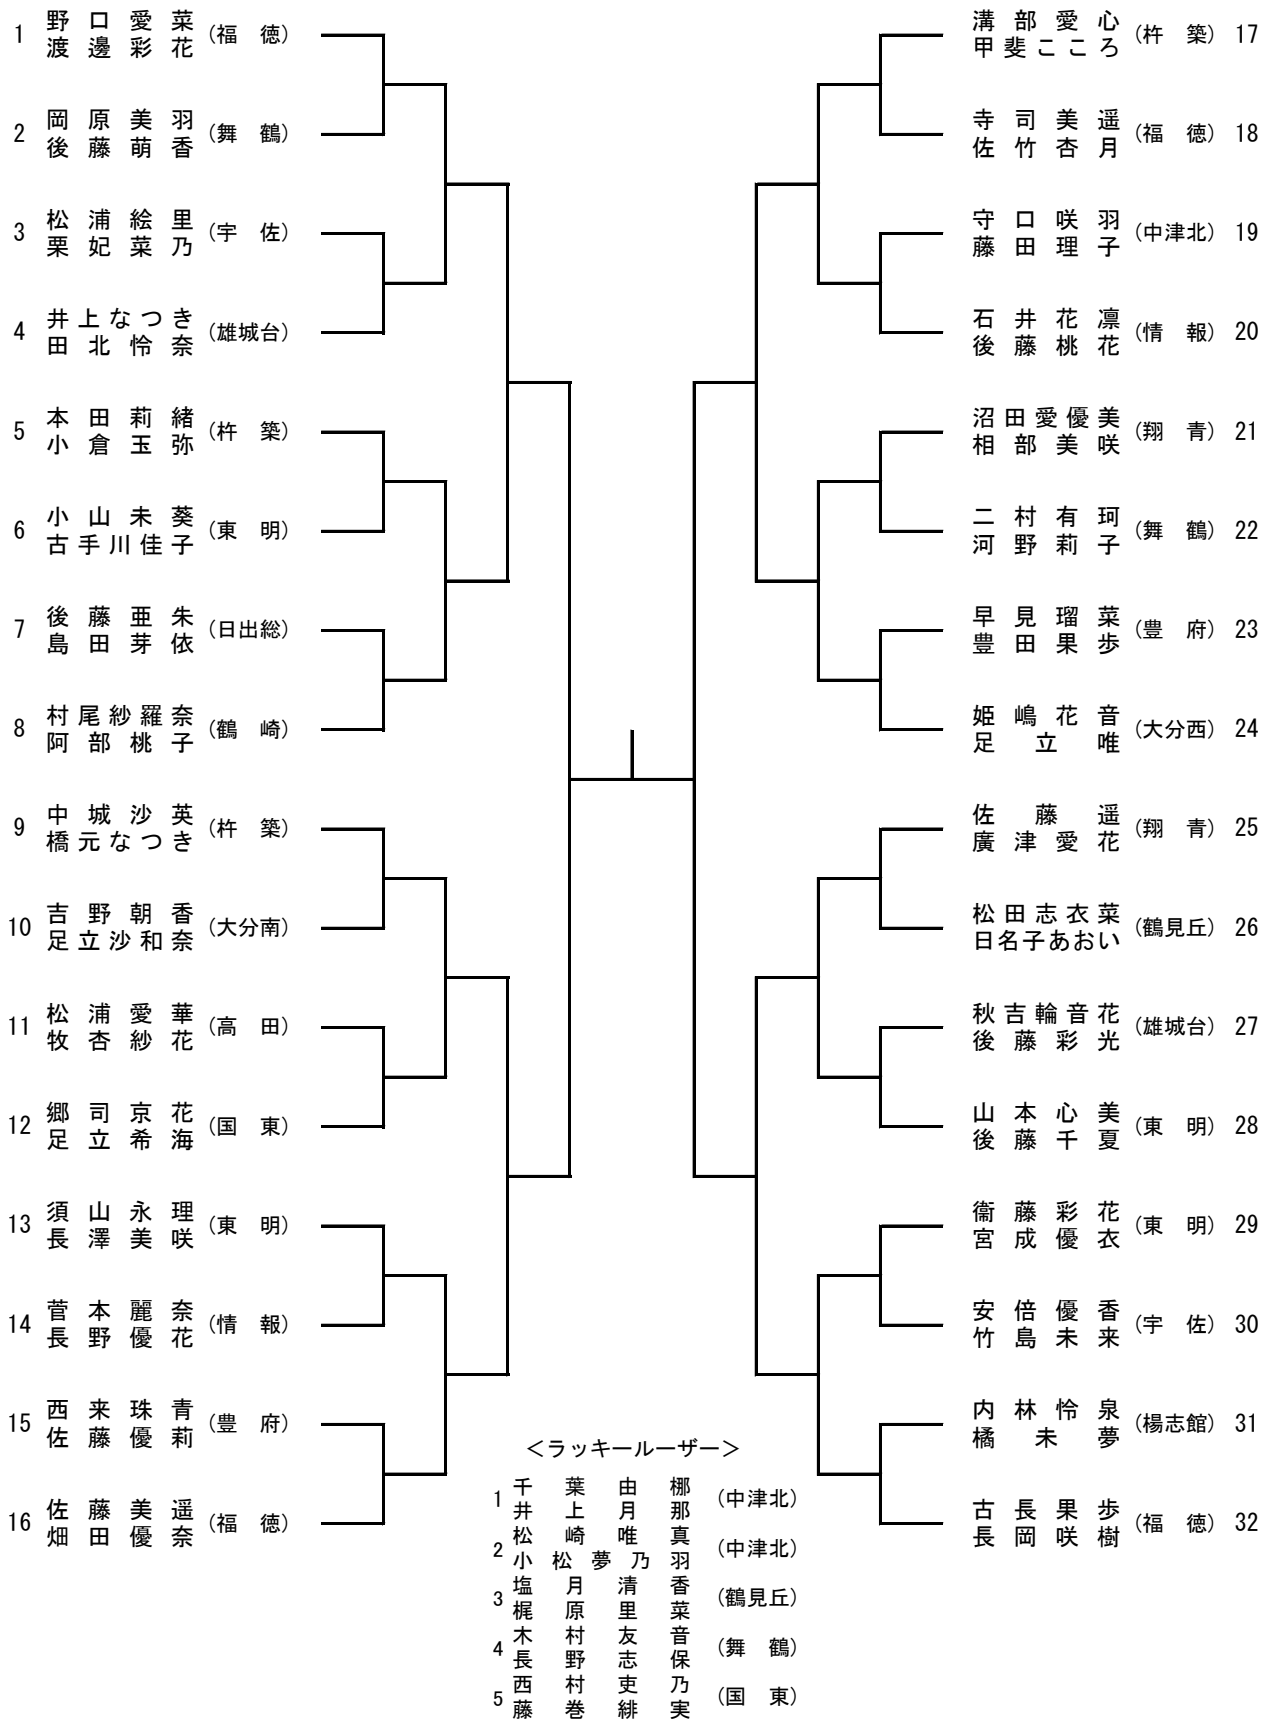 1 野口愛菜 (福 徳)
渡邊彩花
2 岡原美羽 (舞 鶴)
後藤萌香
3 松浦絵里 (宇 佐)
栗妃菜乃
4 井上なつき (雄城台)
田北怜奈
5 本田莉緒 (杵 築)
小倉玉弥
6 小山未葵 (東 明)
古手川佳子
7 後藤亜朱 (日出総)
島田芽依
8 村尾紗羅奈 (鶴 崎)
阿部桃子
9 中城沙英 (杵 築)
橋元なつき
10 吉野朝香 (大分南)
足立沙和奈
11 松浦愛華 (高 田)
牧杏紗花
12 郷司京花 (国 東)
足立希海
13 須山永理 (東 明)
長澤美咲
14 菅本麗奈 (情 報)
長野優花
15 西来珠青 (豊 府)
佐藤優莉
16 佐藤美遥 (福 徳)
畑田優奈
溝部愛心 (杵 築) 17
甲斐こころ
寺司美遥 (福 徳) 18
佐竹杏月
守口咲羽 (中津北) 19
藤田理子
石井花凛 (情 報) 20
後藤桃花
沼田愛優美 (翔 青) 21
相部美咲
二村有珂 (舞 鶴) 22
河野莉子
早見瑠菜 (豊 府) 23
豊田果歩
姫嶋花音 (大分西) 24
足立唯
佐藤遥 (翔 青) 25
廣津愛花
松田志衣菜 (鶴見丘) 26
日名子あおい
秋吉輪音花 (雄城台) 27
後藤彩光
山本心美 (東 明) 28
後藤千夏
衞藤彩花 (東 明) 29
宮成優衣
安倍優香 (宇 佐) 30
竹島未来
内林怜泉 (楊志館) 31
橘未夢
古長果歩 (福 徳) 32
長岡咲樹
＜ラッキールーザー＞
1 千葉由梛 (中津北)
井上月那
2 松崎唯真 (中津北)
小松夢乃羽
3 塩月清香 (鶴見丘)
梶原里菜
4 木村友音 (舞 鶴)
長野志保
5 西村吏乃 (国 東)
藤巻緋実